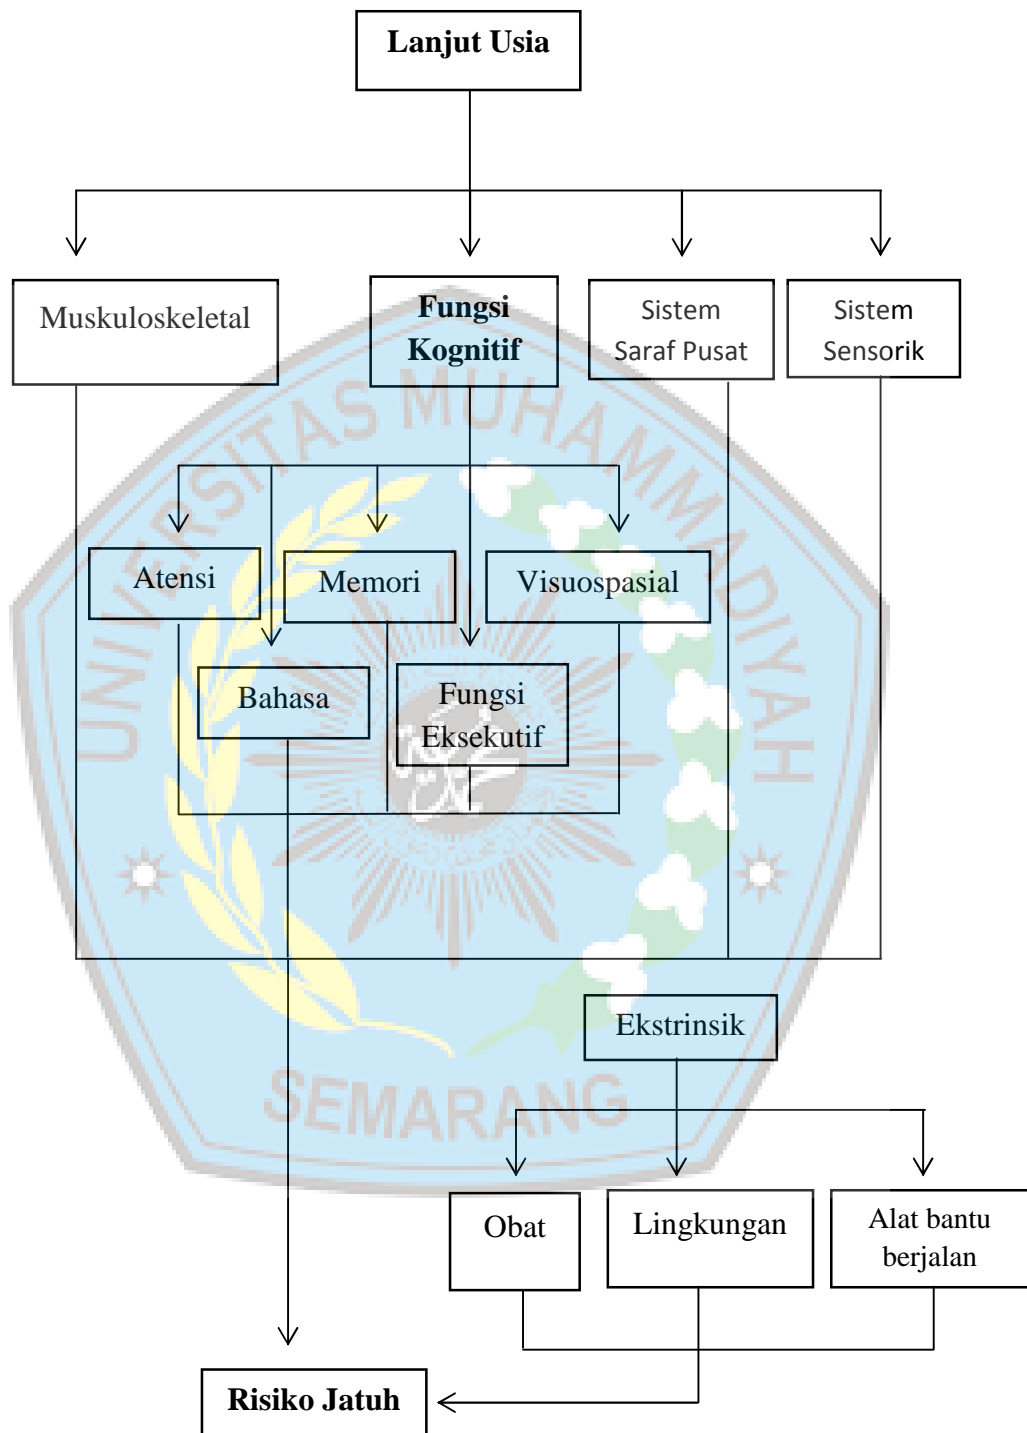 Lanjut Usia
Muskuloskeletal
Fungsi
Kognitif
Sistem
Saraf Pusat
Sistem
Sensorik
UNIVERSITAS MUHAMMADIYAH
Atensi
Memori
Visuospasial
Bahasa
Fungsi
Eksekutif
Ekstrinsik
SEMARANG
Obat
Lingkungan
Alat bantu
berjalan
Risiko Jatuh